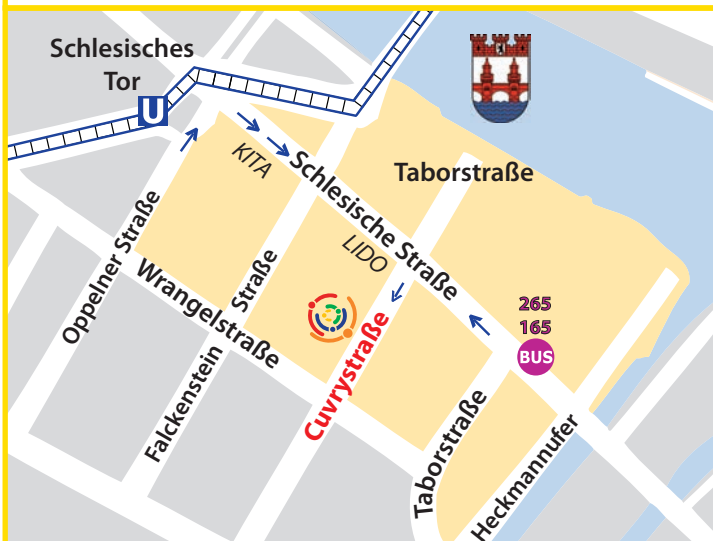 Schlesisches
Tor
U
KITA
Schlesische Straße
Taborstraße
LIDO
Oppelner Straße
Wrangelstraße
Falckenstein Straße
Cuvrystraße
265
165
BUS
Taborstraße
Heckmannufer